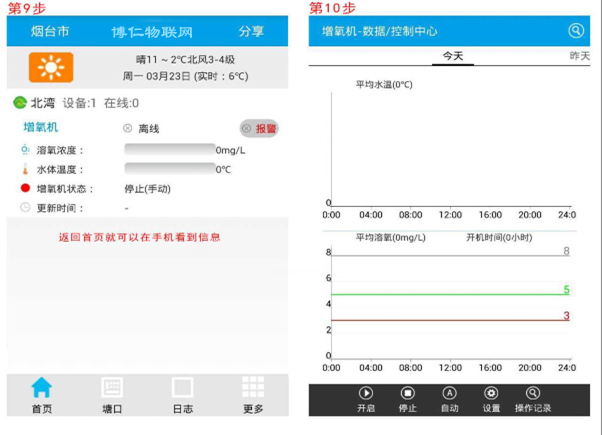 第9步
烟台市 博仁物联网 分享
晴11～2℃北风3-4级
周一 03月23日 (实时：6℃)
北湾 设备:1 在线:0
增氧机 离线 报警
溶氧浓度： 0mg/L
水体温度： 0℃
增氧机状态： 停止(手动)
更新时间： -
返回首页就可以在手机看到信息
首页 塘口 日志 更多
第10步
增氧机-数据/控制中心
今天 昨天
平均水温(0℃)
0
0:00 04:00 08:00 12:00 16:00 20:00 24:0
平均溶氧(0mg/L) 开机时间(0小时)
8 8
6
5
4
3
2
0
0:00 04:00 08:00 12:00 16:00 20:00 24:0
A
开启 停止 自动 设置 操作记录